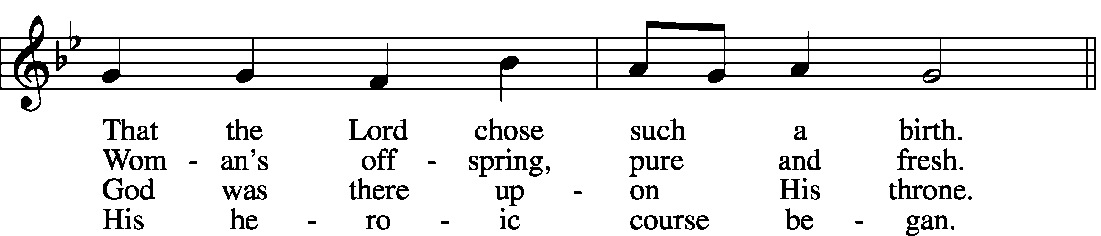 That the Lord chose such a birth.
Wom - an's off - spring, pure and fresh.
God was there up - on His throne.
His he - ro - ic course be - gan.